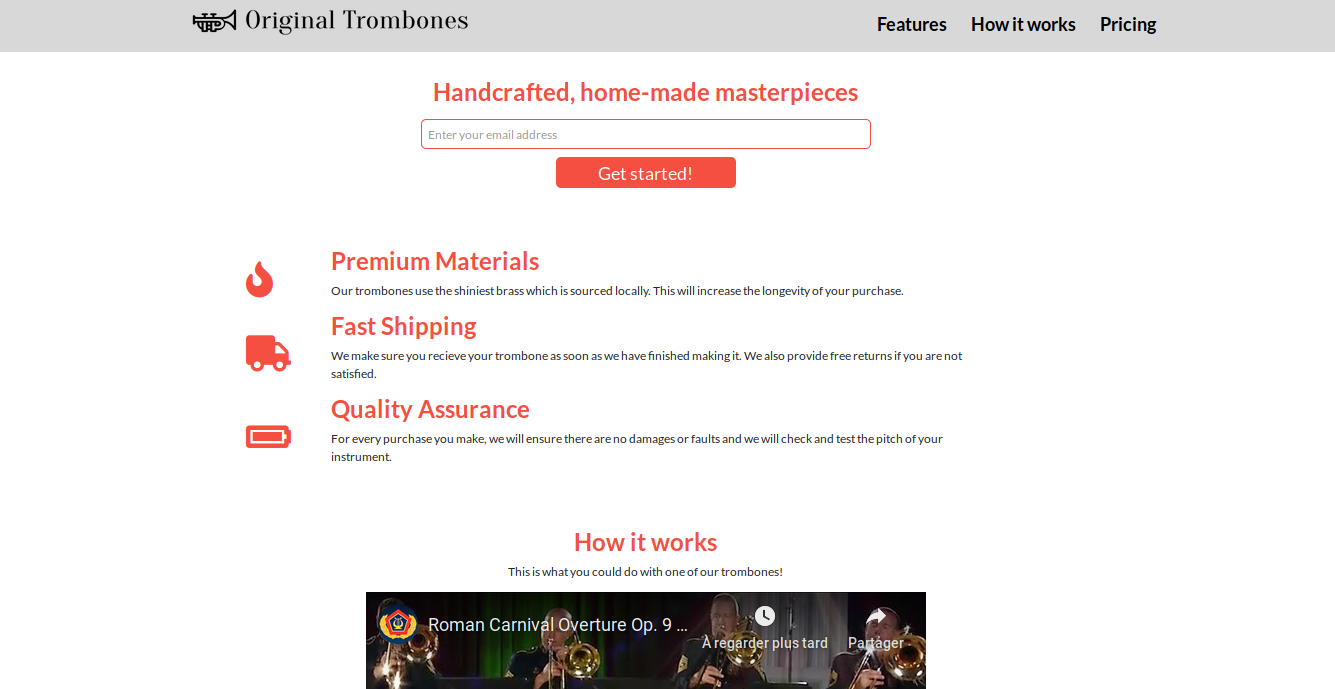 Original Trombones
Features How it works Pricing
Handcrafted, home-made masterpieces
Enter your email address
Get started!
Premium Materials
Our trombones use the shiniest brass which is sourced locally. This will increase the longevity of your purchase.
Fast Shipping
We make sure you recieve your trombone as soon as we have finished making it. We also provide free returns if you are not
satisfied.
Quality Assurance
For every purchase you make, we will ensure there are no damages or faults and we will check and test the pitch of your
instrument.
How it works
This is what you could do with one of our trombones!
Roman Carnival Overture Op. 9 ...
À regarder plus tard
Partager